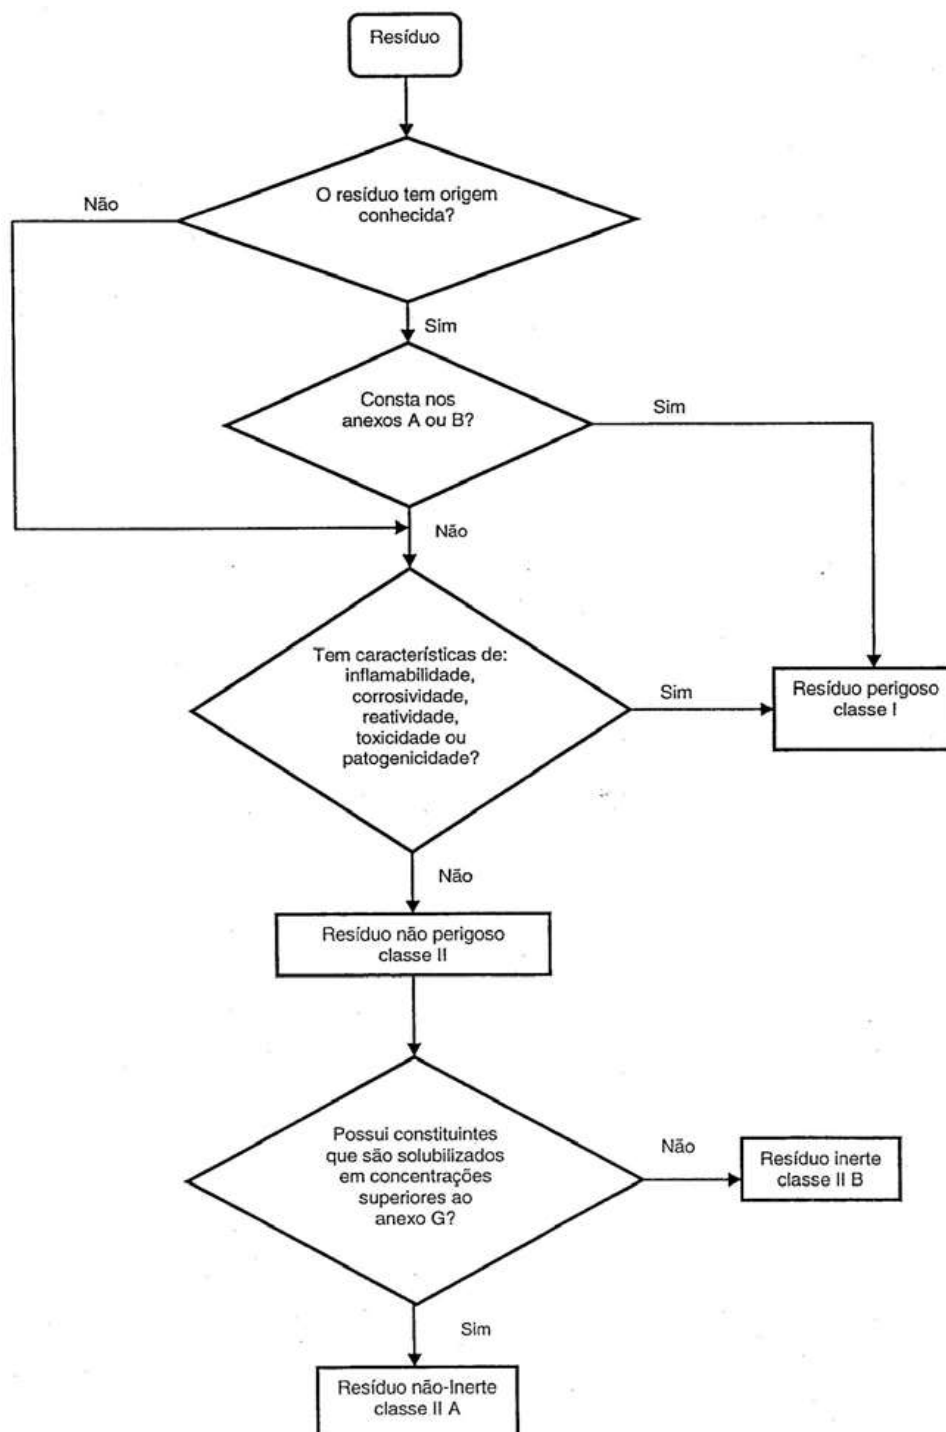 Resíduo
O resíduo tem origem
conhecida?
Não
Sim
Consta nos
anexos A ou B?
Sim
Não
Tem características de:
inflamabilidade,
corrosividade,
reatividade,
toxicidade ou
patogenicidade?
Sim
Resíduo perigoso
classe I
Não
Resíduo não perigoso
classe II
Possui constituintes
que são solubilizados
em concentrações
superiores ao
anexo G?
Não
Resíduo inerte
classe II B
Sim
Resíduo não-Inerte
classe II A